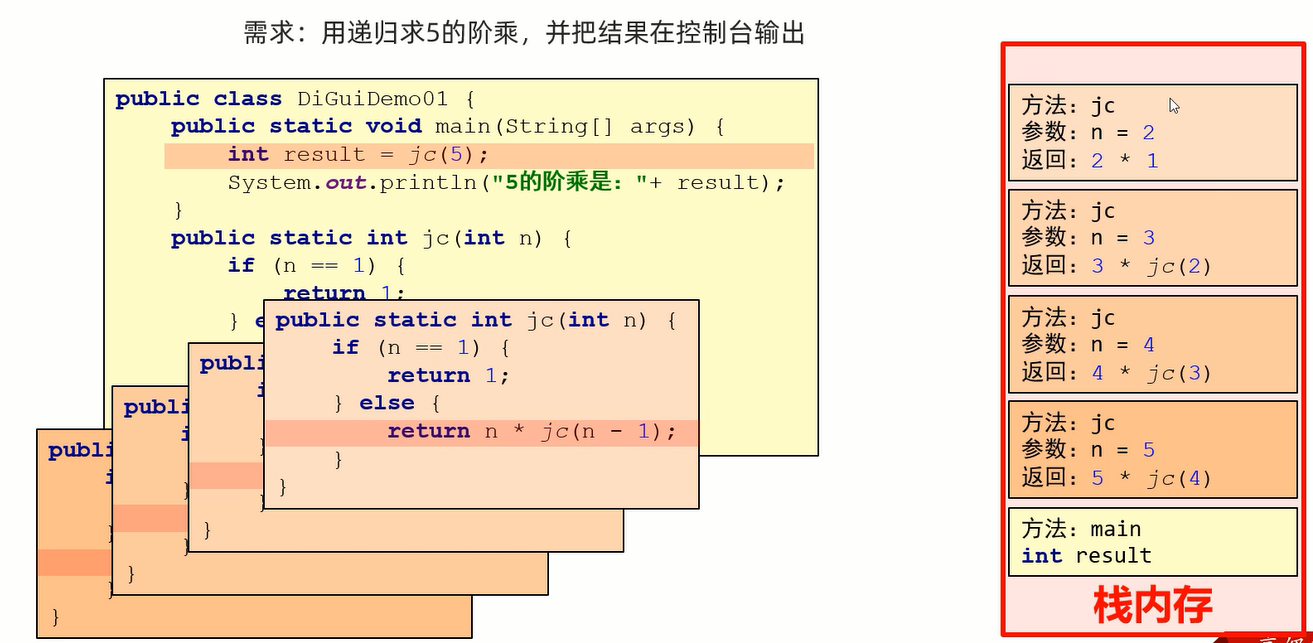 需求：用递归求5的阶乘，并把结果在控制台输出
public class DiGuiDemo01 {
public static void main(String[] args) {
int result = jc(5);
System.out.println("5的阶乘是："+ result);
}
public static int jc(int n) {
if (n == 1) {
return 1;
} e
public static int jc(int n) {
if (n == 1) {
return 1;
} else {
return n * jc(n - 1);
}
}
publi
i
}
}
}
publi
i
}
}
}
publi
i
}
}
}
方法：jc
参数：n = 2
返回：2 * 1
方法：jc
参数：n = 3
返回：3 * jc(2)
方法：jc
参数：n = 4
返回：4 * jc(3)
方法：jc
参数：n = 5
返回：5 * jc(4)
方法：main
int result
栈内存